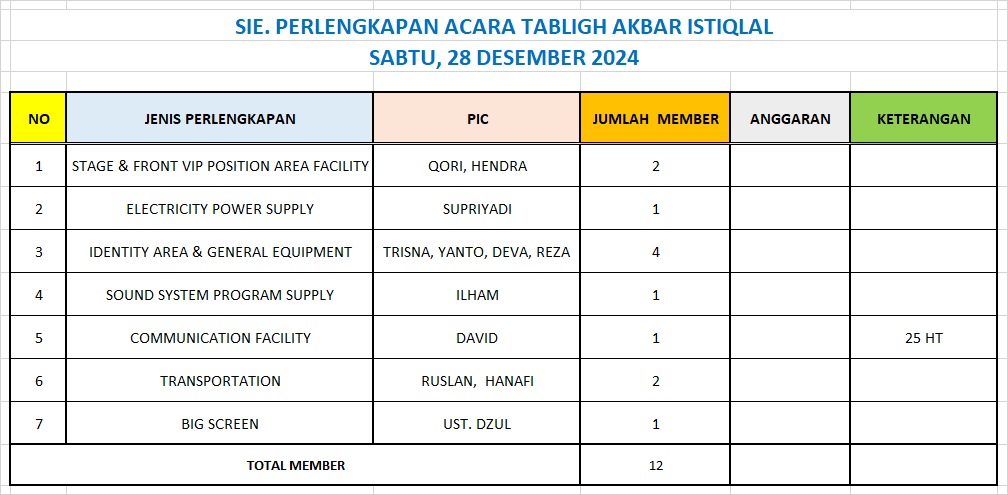 SIE. PERLENGKAPAN ACARA TABLIGH AKBAR ISTIQLAL
SABTU, 28 DESEMBER 2024
NO JENIS PERLENGKAPAN PIC JUMLAH MEMBER ANGGARAN KETERANGAN
1 STAGE & FRONT VIP POSITION AREA FACILITY QORI, HENDRA 2
2 ELECTRICITY POWER SUPPLY SUPRIYADI 1
3 IDENTITY AREA & GENERAL EQUIPMENT TRISNA, YANTO, DEVA, REZA 4
4 SOUND SYSTEM PROGRAM SUPPLY ILHAM 1
5 COMMUNICATION FACILITY DAVID 1 25 HT
6 TRANSPORTATION RUSLAN, HANAFI 2
7 BIG SCREEN UST. DZUL 1
TOTAL MEMBER 12